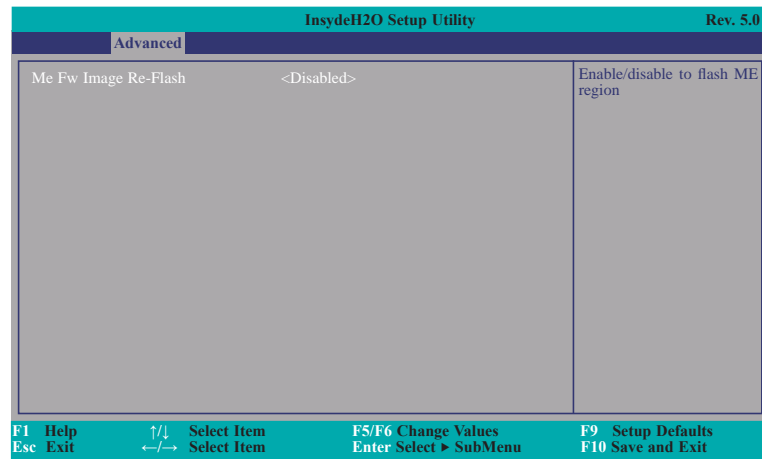 InsydeH2O Setup Utility Rev. 5.0
Advanced
Me Fw Image Re-Flash <Disabled>
Enable/disable to flash ME
region
F1 Help ↑/↓ Select Item F5/F6 Change Values F9 Setup Defaults
Esc Exit ←/→ Select Item Enter Select ► SubMenu F10 Save and Exit